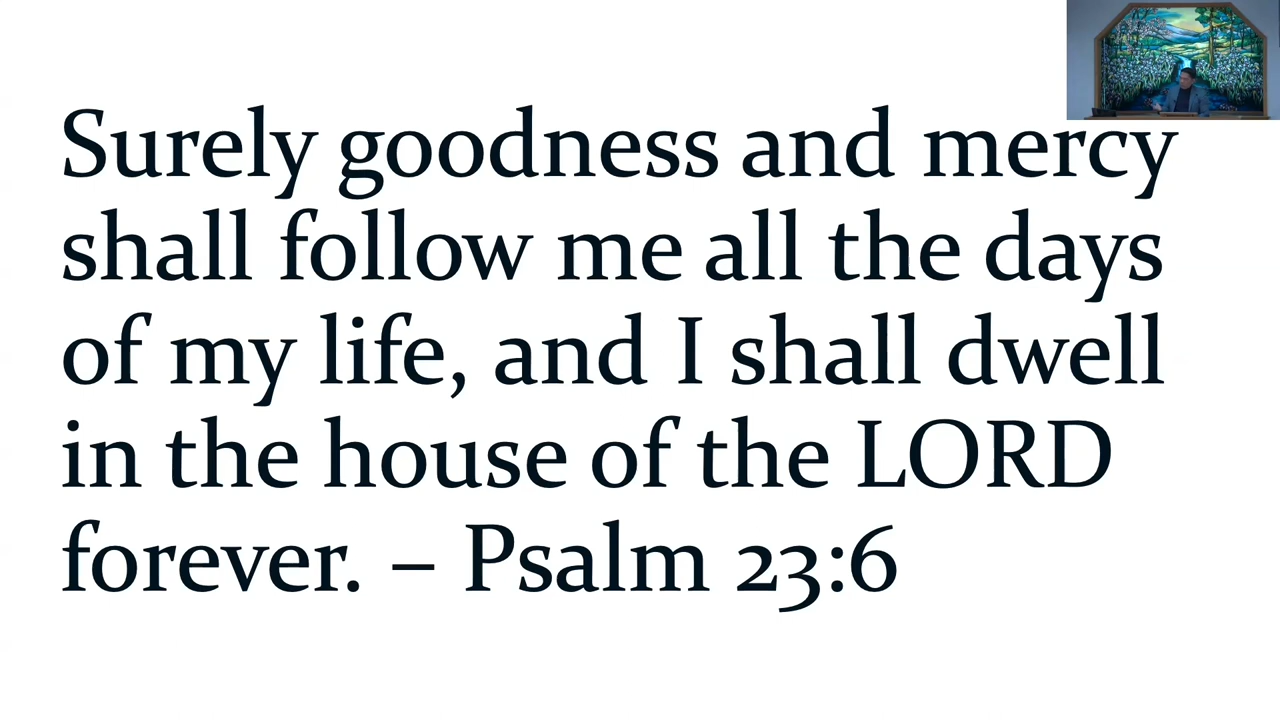 Surely goodness and mercy
shall follow me all the days
of my life, and I shall dwell
in the house of the LORD
forever. – Psalm 23:6